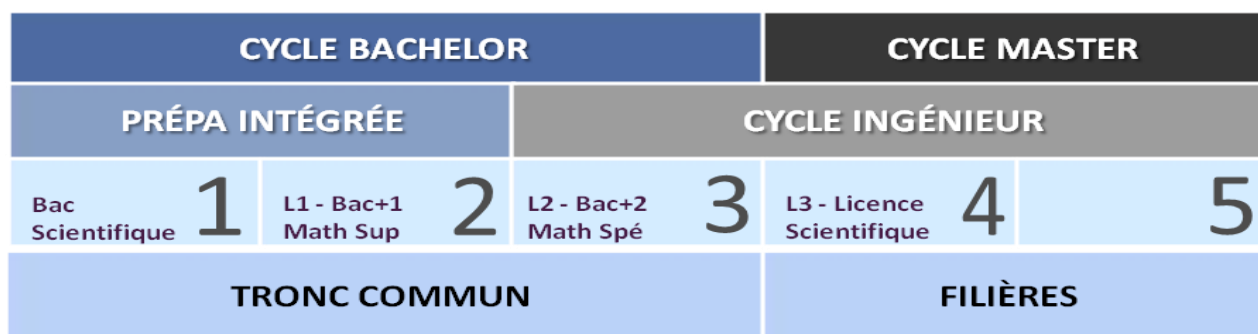 CYCLE BACHELOR
CYCLE MASTER
PRÉPA INTÉGRÉE
CYCLE INGÉNIEUR
Bac
Scientifique
1
L1 - Bac+1
Math Sup
2
L2 - Bac+2
Math Spé
3
L3 - Licence
Scientifique
4
5
TRONC COMMUN
FILIÈRES